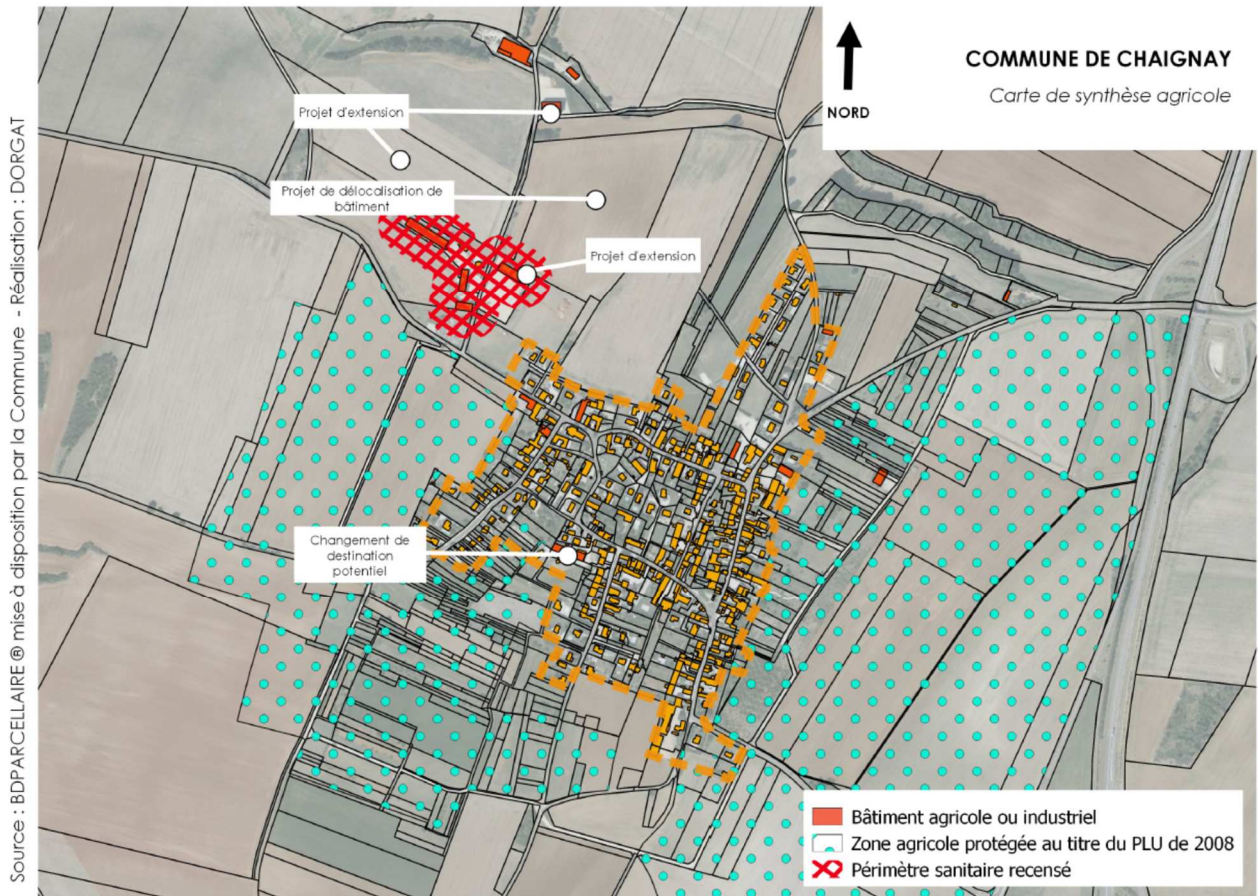 COMMUNE DE CHAIGNAY
Carte de synthèse agricole
NORD
Projet d'extension
Projet de délocalisation de
bâtiment
Projet d'extension
Changement de
destination
potentiel
Bâtiment agricole ou industriel
Zone agricole protégée au titre du PLU de 2008
Périmètre sanitaire recensé
Source : BDPARCELLAIRE ® mise à disposition par la Commune - Réalisation : DORGAT